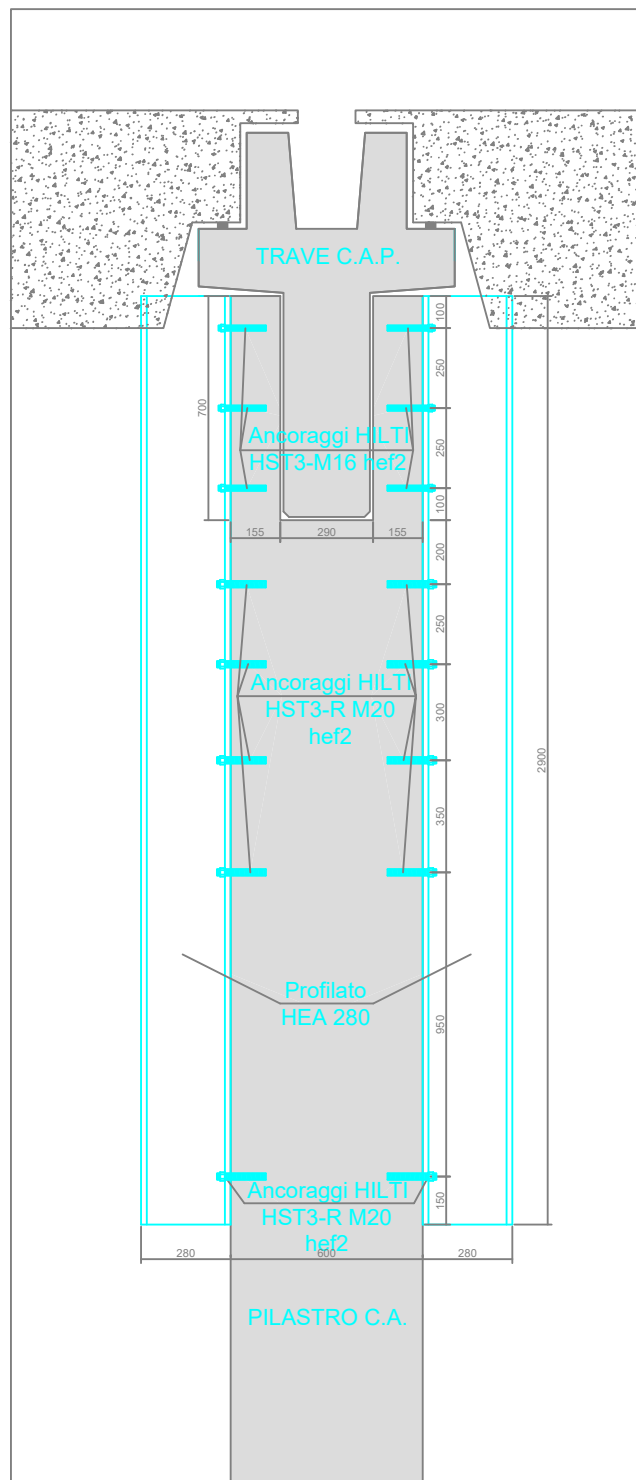 TRAVE C.A.P.
100
250
700
Ancoraggi HILTI
HST3-M16 hef2
250
100
155
290
155
200
250
Ancoraggi HILTI
HST3-R M20
hef2
300
2900
350
Profilato
HEA 280
950
Ancoraggi HILTI
HST3-R M20
hef2
150
280
600
280
PILASTRO C.A.